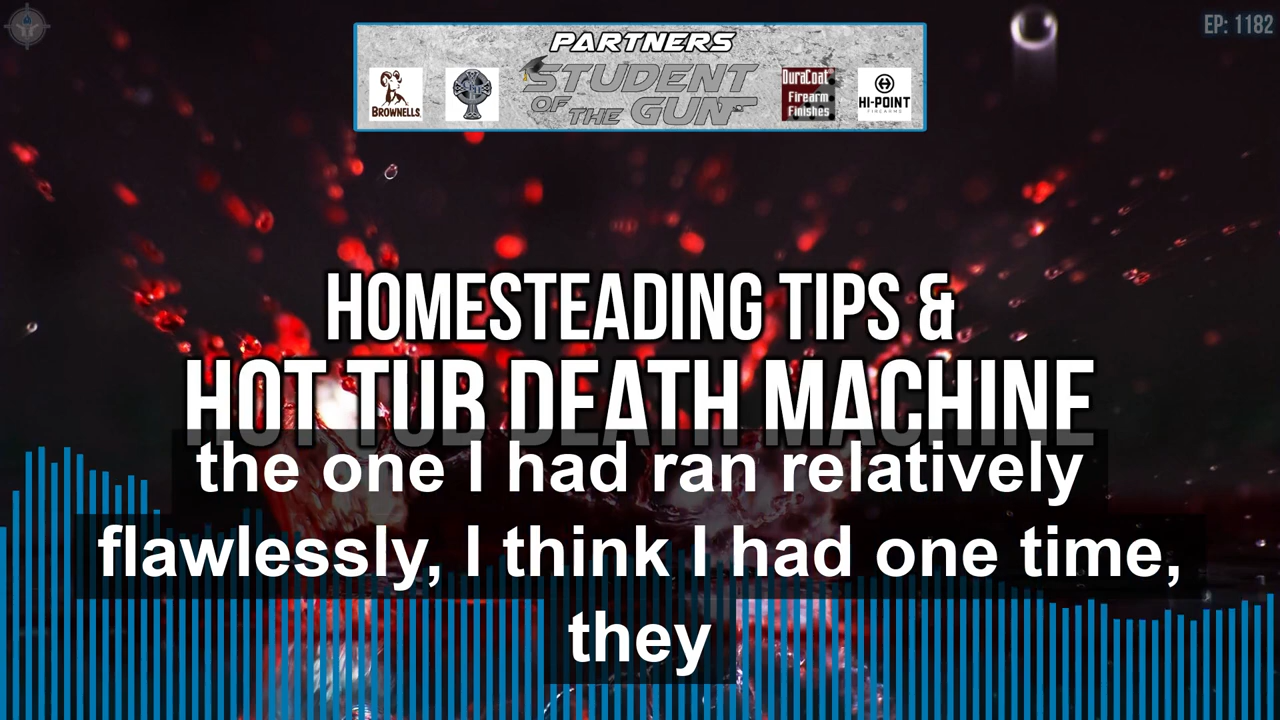 EP: 1182
PARTNERS
STUDENT
OF THE GUN
BROWNELLS
DuraCoat
Firearm
Finishes
HI-POINT
FIREARMS
HOMESTEADING TIPS &
HOT TUB DEATH MACHINE
the one I had ran relatively
flawlessly, I think I had one time,
they